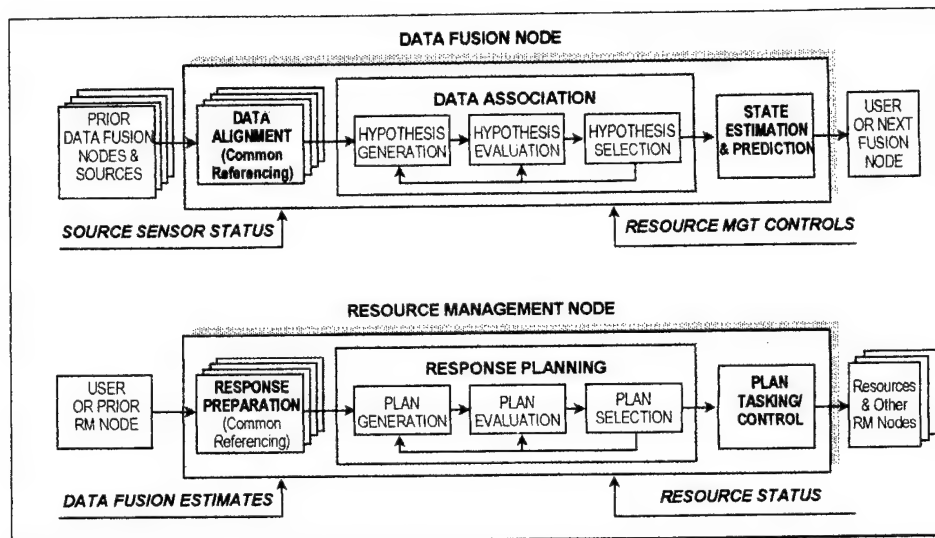 DATA FUSION NODE
PRIOR
DATA FUSION
NODES &
SOURCES
DATA
ALIGNMENT
(Common
Referencing)
DATA ASSOCIATION
HYPOTHESIS
GENERATION
HYPOTHESIS
EVALUATION
HYPOTHESIS
SELECTION
STATE
ESTIMATION
& PREDICTION
USER
OR NEXT
FUSION
NODE
SOURCE SENSOR STATUS
RESOURCE MGT CONTROLS
RESOURCE MANAGEMENT NODE
USER
OR PRIOR
RM NODE
RESPONSE
PREPARATION
(Common
Referencing)
RESPONSE PLANNING
PLAN
GENERATION
PLAN
EVALUATION
PLAN
SELECTION
PLAN
TASKING/
CONTROL
Resources
& Other
RM Nodes
DATA FUSION ESTIMATES
RESOURCE STATUS